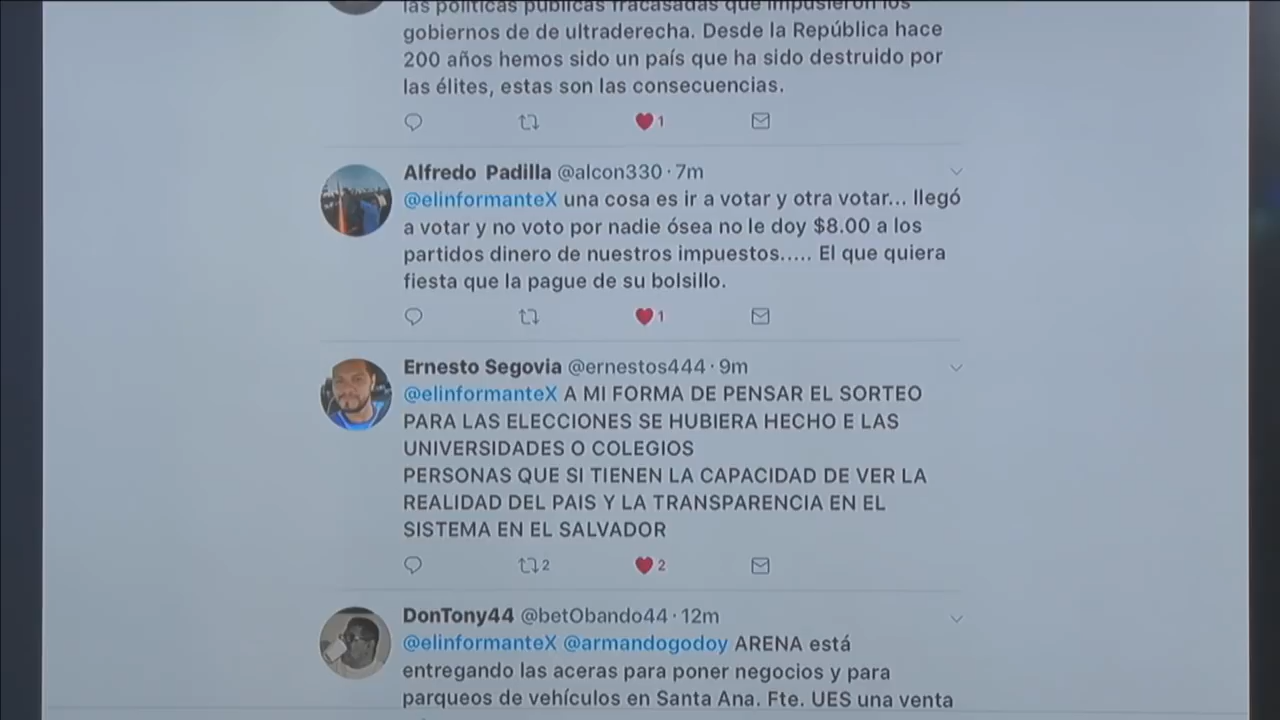 las políticas públicas fracasadas que impusieron los
gobiernos de de ultraderecha. Desde la República hace
200 años hemos sido un país que ha sido destruido por
las élites, estas son las consecuencias.
1
Alfredo Padilla @alcon330 · 7m
@elinformanteX una cosa es ir a votar y otra votar... llegó
a votar y no voto por nadie ósea no le doy $8.00 a los
partidos dinero de nuestros impuestos..... El que quiera
fiesta que la pague de su bolsillo.
1
Ernesto Segovia @ernestos444 · 9m
@elinformanteX A MI FORMA DE PENSAR EL SORTEO
PARA LAS ELECCIONES SE HUBIERA HECHO E LAS
UNIVERSIDADES O COLEGIOS
PERSONAS QUE SI TIENEN LA CAPACIDAD DE VER LA
REALIDAD DEL PAIS Y LA TRANSPARENCIA EN EL
SISTEMA EN EL SALVADOR
2 2
DonTony44 @betObando44 · 12m
@elinformanteX @armandogodoy ARENA está
entregando las aceras para poner negocios y para
parqueos de vehículos en Santa Ana. Fte. UES una venta